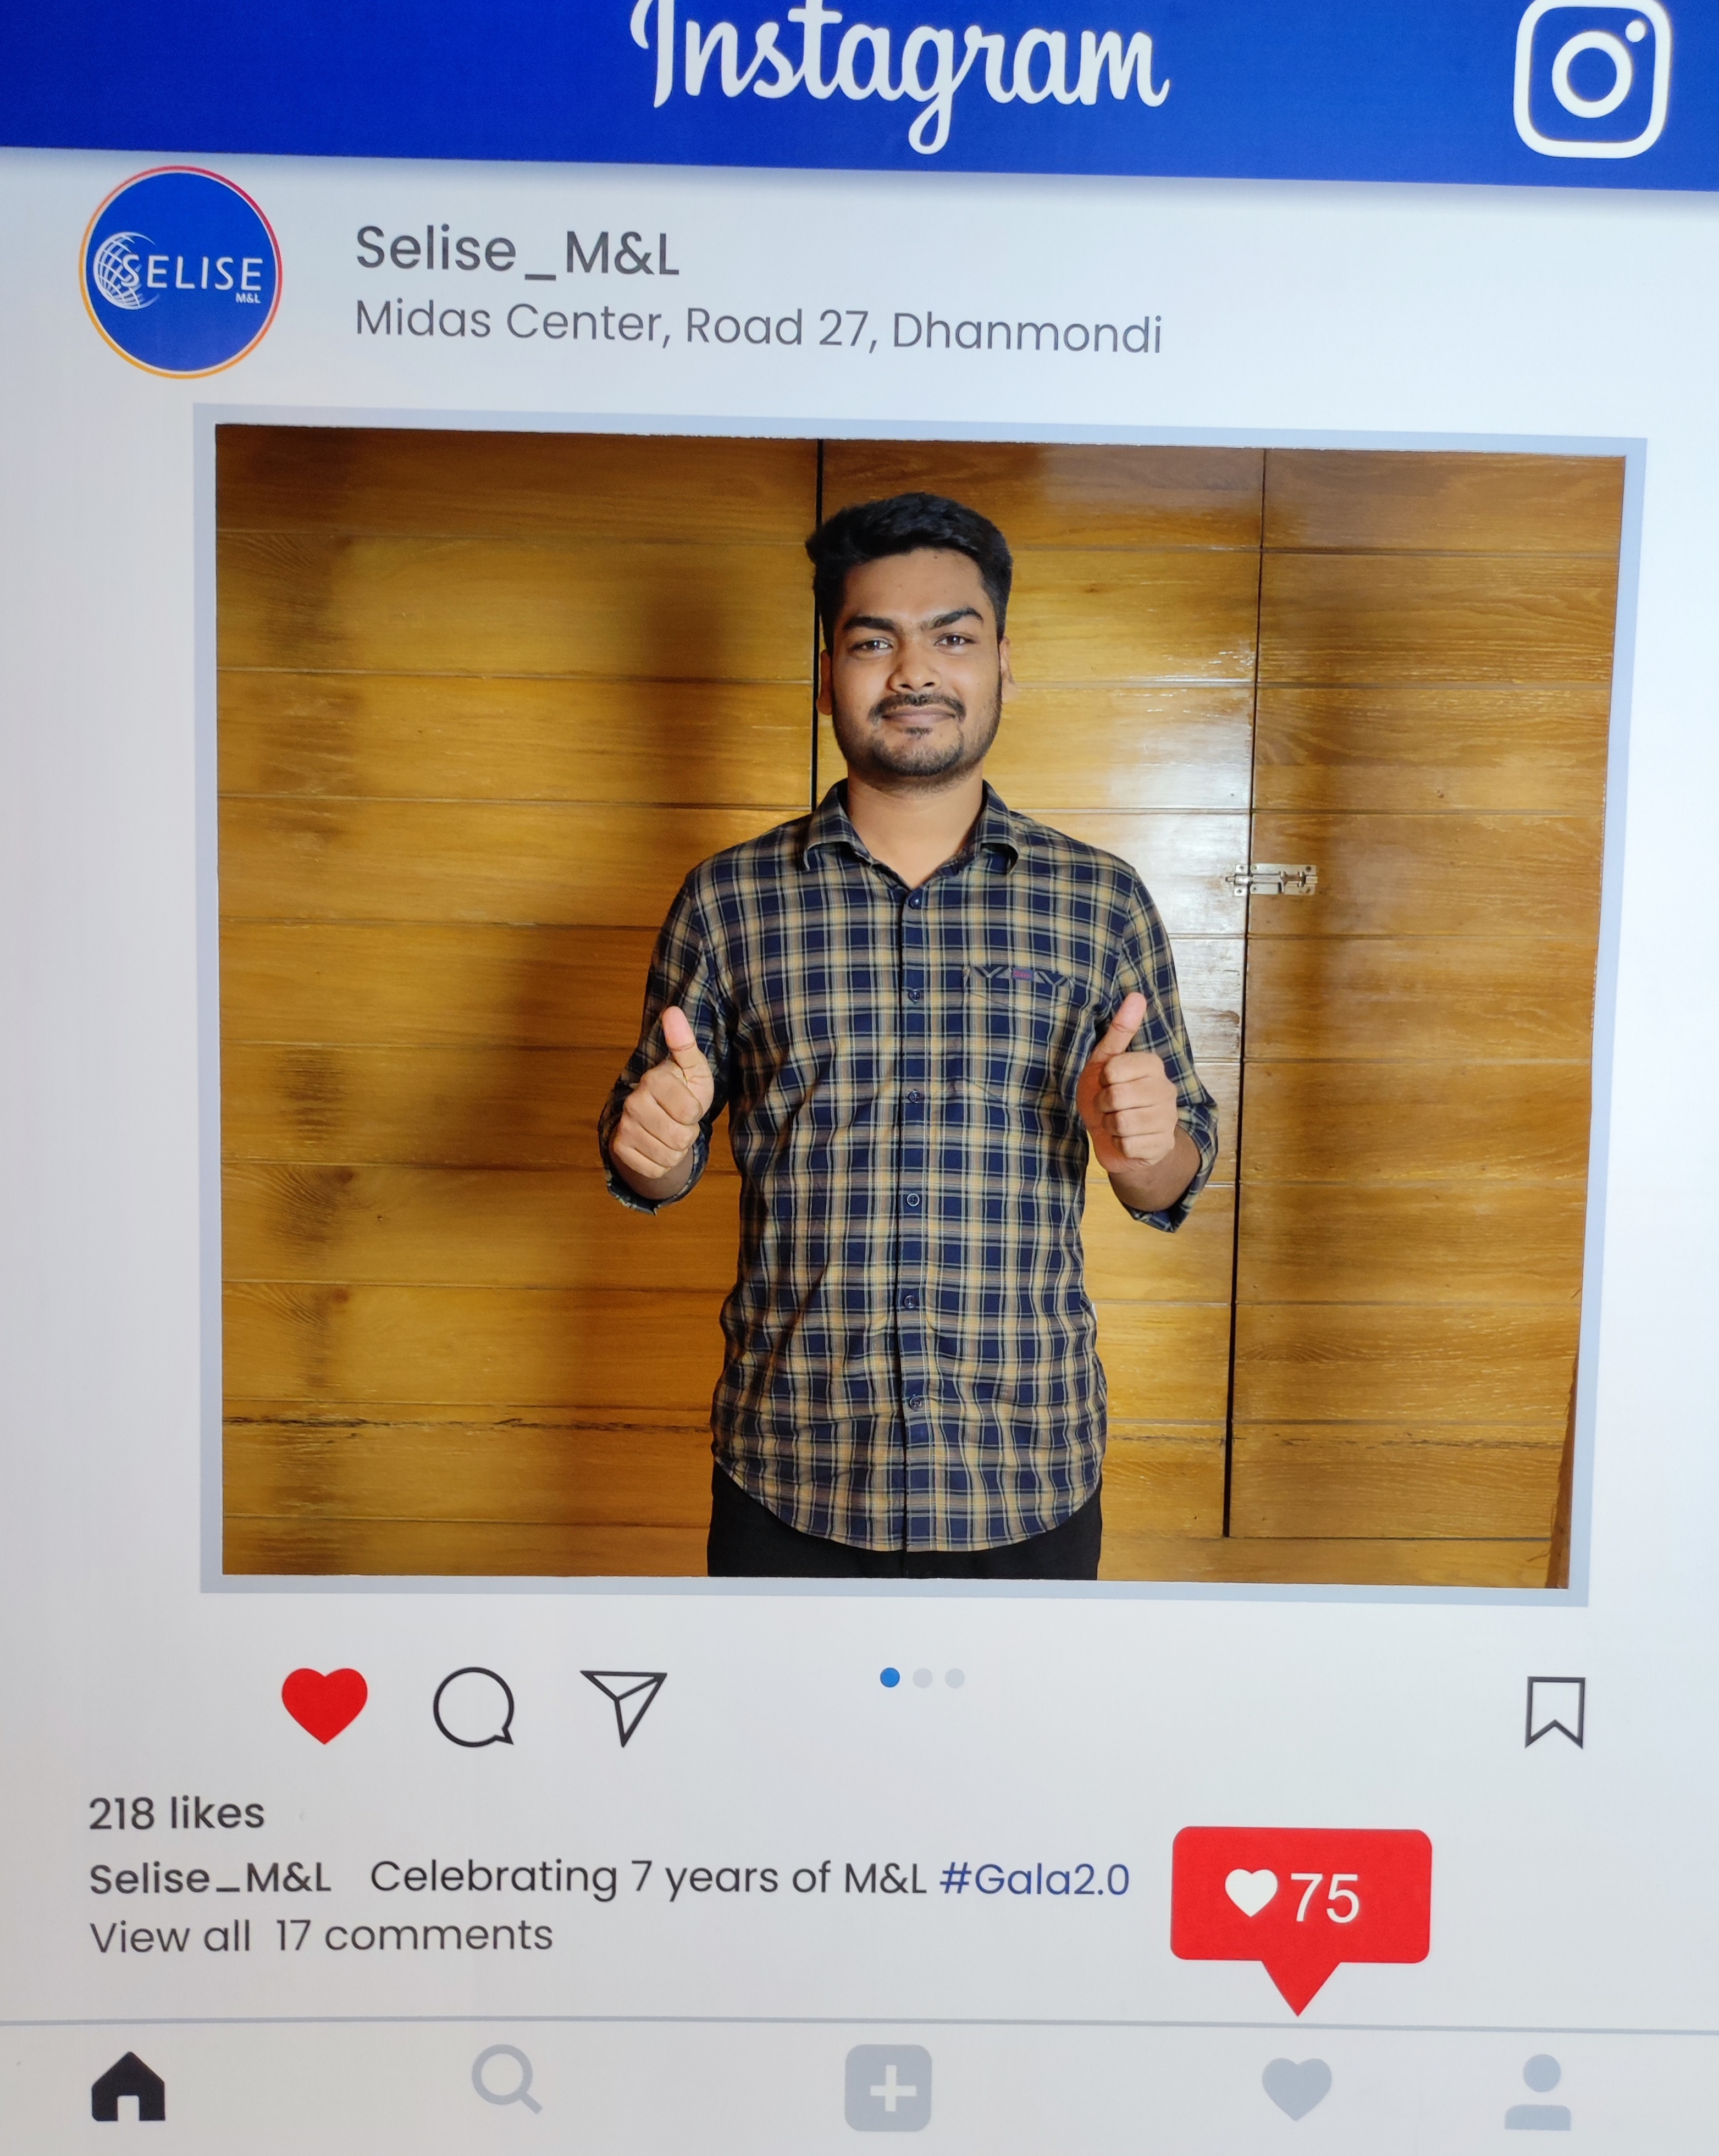 Instagram
SELISE
M&L
Selise_M&L
Midas Center, Road 27, Dhanmondi
218 likes
Selise_M&L Celebrating 7 years of M&L #Gala2.0
75
View all 17 comments